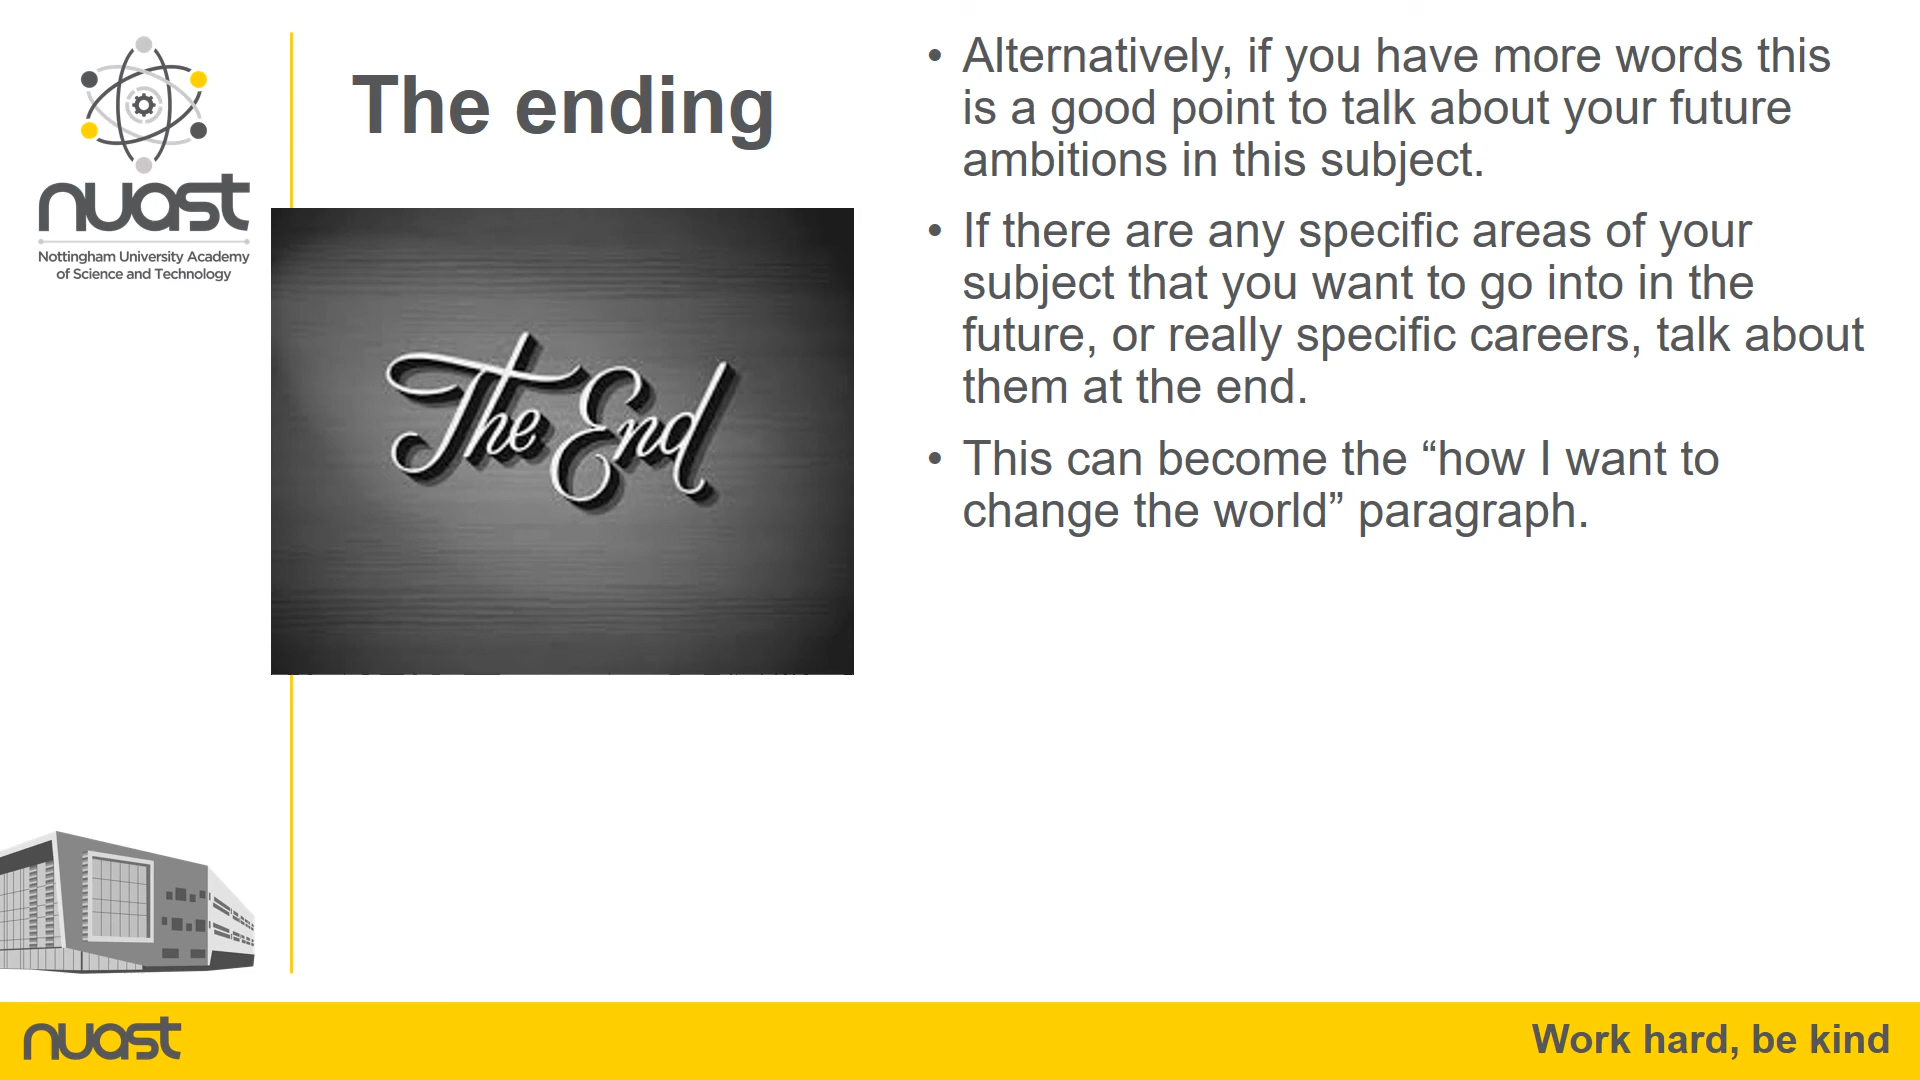 nuast
Nottingham University Academy
of Science and Technology
The ending
The End
• Alternatively, if you have more words this
is a good point to talk about your future
ambitions in this subject.
• If there are any specific areas of your
subject that you want to go into in the
future, or really specific careers, talk about
them at the end.
• This can become the “how I want to
change the world” paragraph.
nuast
Work hard, be kind